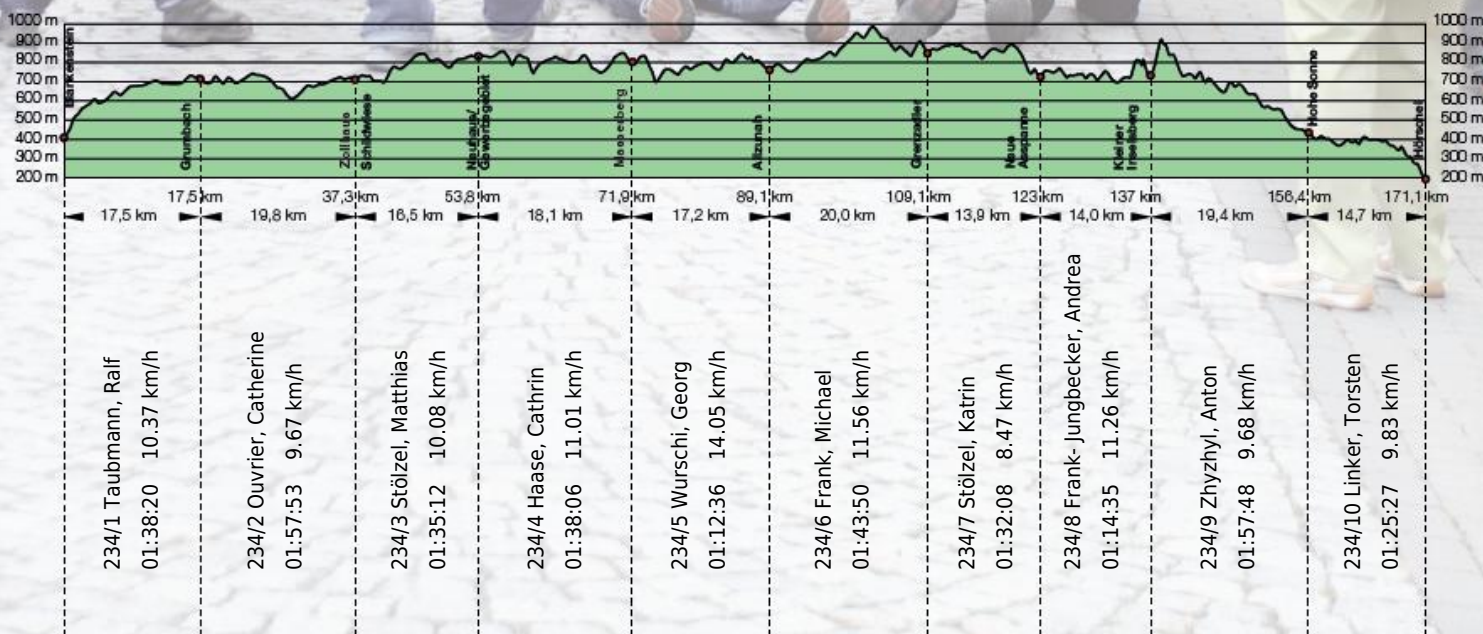 1000 m
900 m
800 m
700 m
600 m
500 m
400 m
300 m
200 m
1000 m
900 m
800 m
700 m
600 m
500 m
400 m
300 m
200 m
Blankenstein
Grumbach
Zollhaus
Schildwiese
Neuhaus/
Masserberg
Allzunah
Grenzadler
Neue
Ausspanne
Kleiner
Inselsberg
Hohe Sonne
Hörschel
17,5 km
37,3 km
53,8 km
71,9 km
89,1 km
109,1 km
123 km
137 km
156,4 km
171,1 km
17,5 km
19,8 km
16,5 km
18,1 km
17,2 km
20,0 km
13,9 km
14,0 km
19,4 km
14,7 km
234/1 Taubmann, Ralf
01:38:20 10.37 km/h
234/2 Ouvrier, Catherine
01:57:53 9.67 km/h
234/3 Stölzel, Matthias
01:35:12 10.08 km/h
234/4 Haase, Cathrin
01:38:06 11.01 km/h
234/5 Wurschi, Georg
01:12:36 14.05 km/h
234/6 Frank, Michael
01:43:50 11.56 km/h
234/7 Stölzel, Katrin
01:32:08 8.47 km/h
234/8 Frank- Jungbecker, Andrea
01:14:35 11.26 km/h
234/9 Zhyzhyl, Anton
01:57:48 9.68 km/h
234/10 Linker, Torsten
01:25:27 9.83 km/h